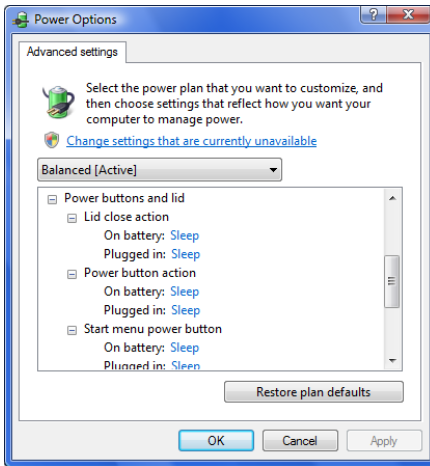 Power Options
Advanced settings
Select the power plan that you want to customize, and
then choose settings that reflect how you want your
computer to manage power.
Change settings that are currently unavailable
Balanced [Active]
Power buttons and lid
Lid close action
On battery: Sleep
Plugged in: Sleep
Power button action
On battery: Sleep
Plugged in: Sleep
Start menu power button
On battery: Sleep
Plugged in: Sleep
Restore plan defaults
OK Cancel Apply